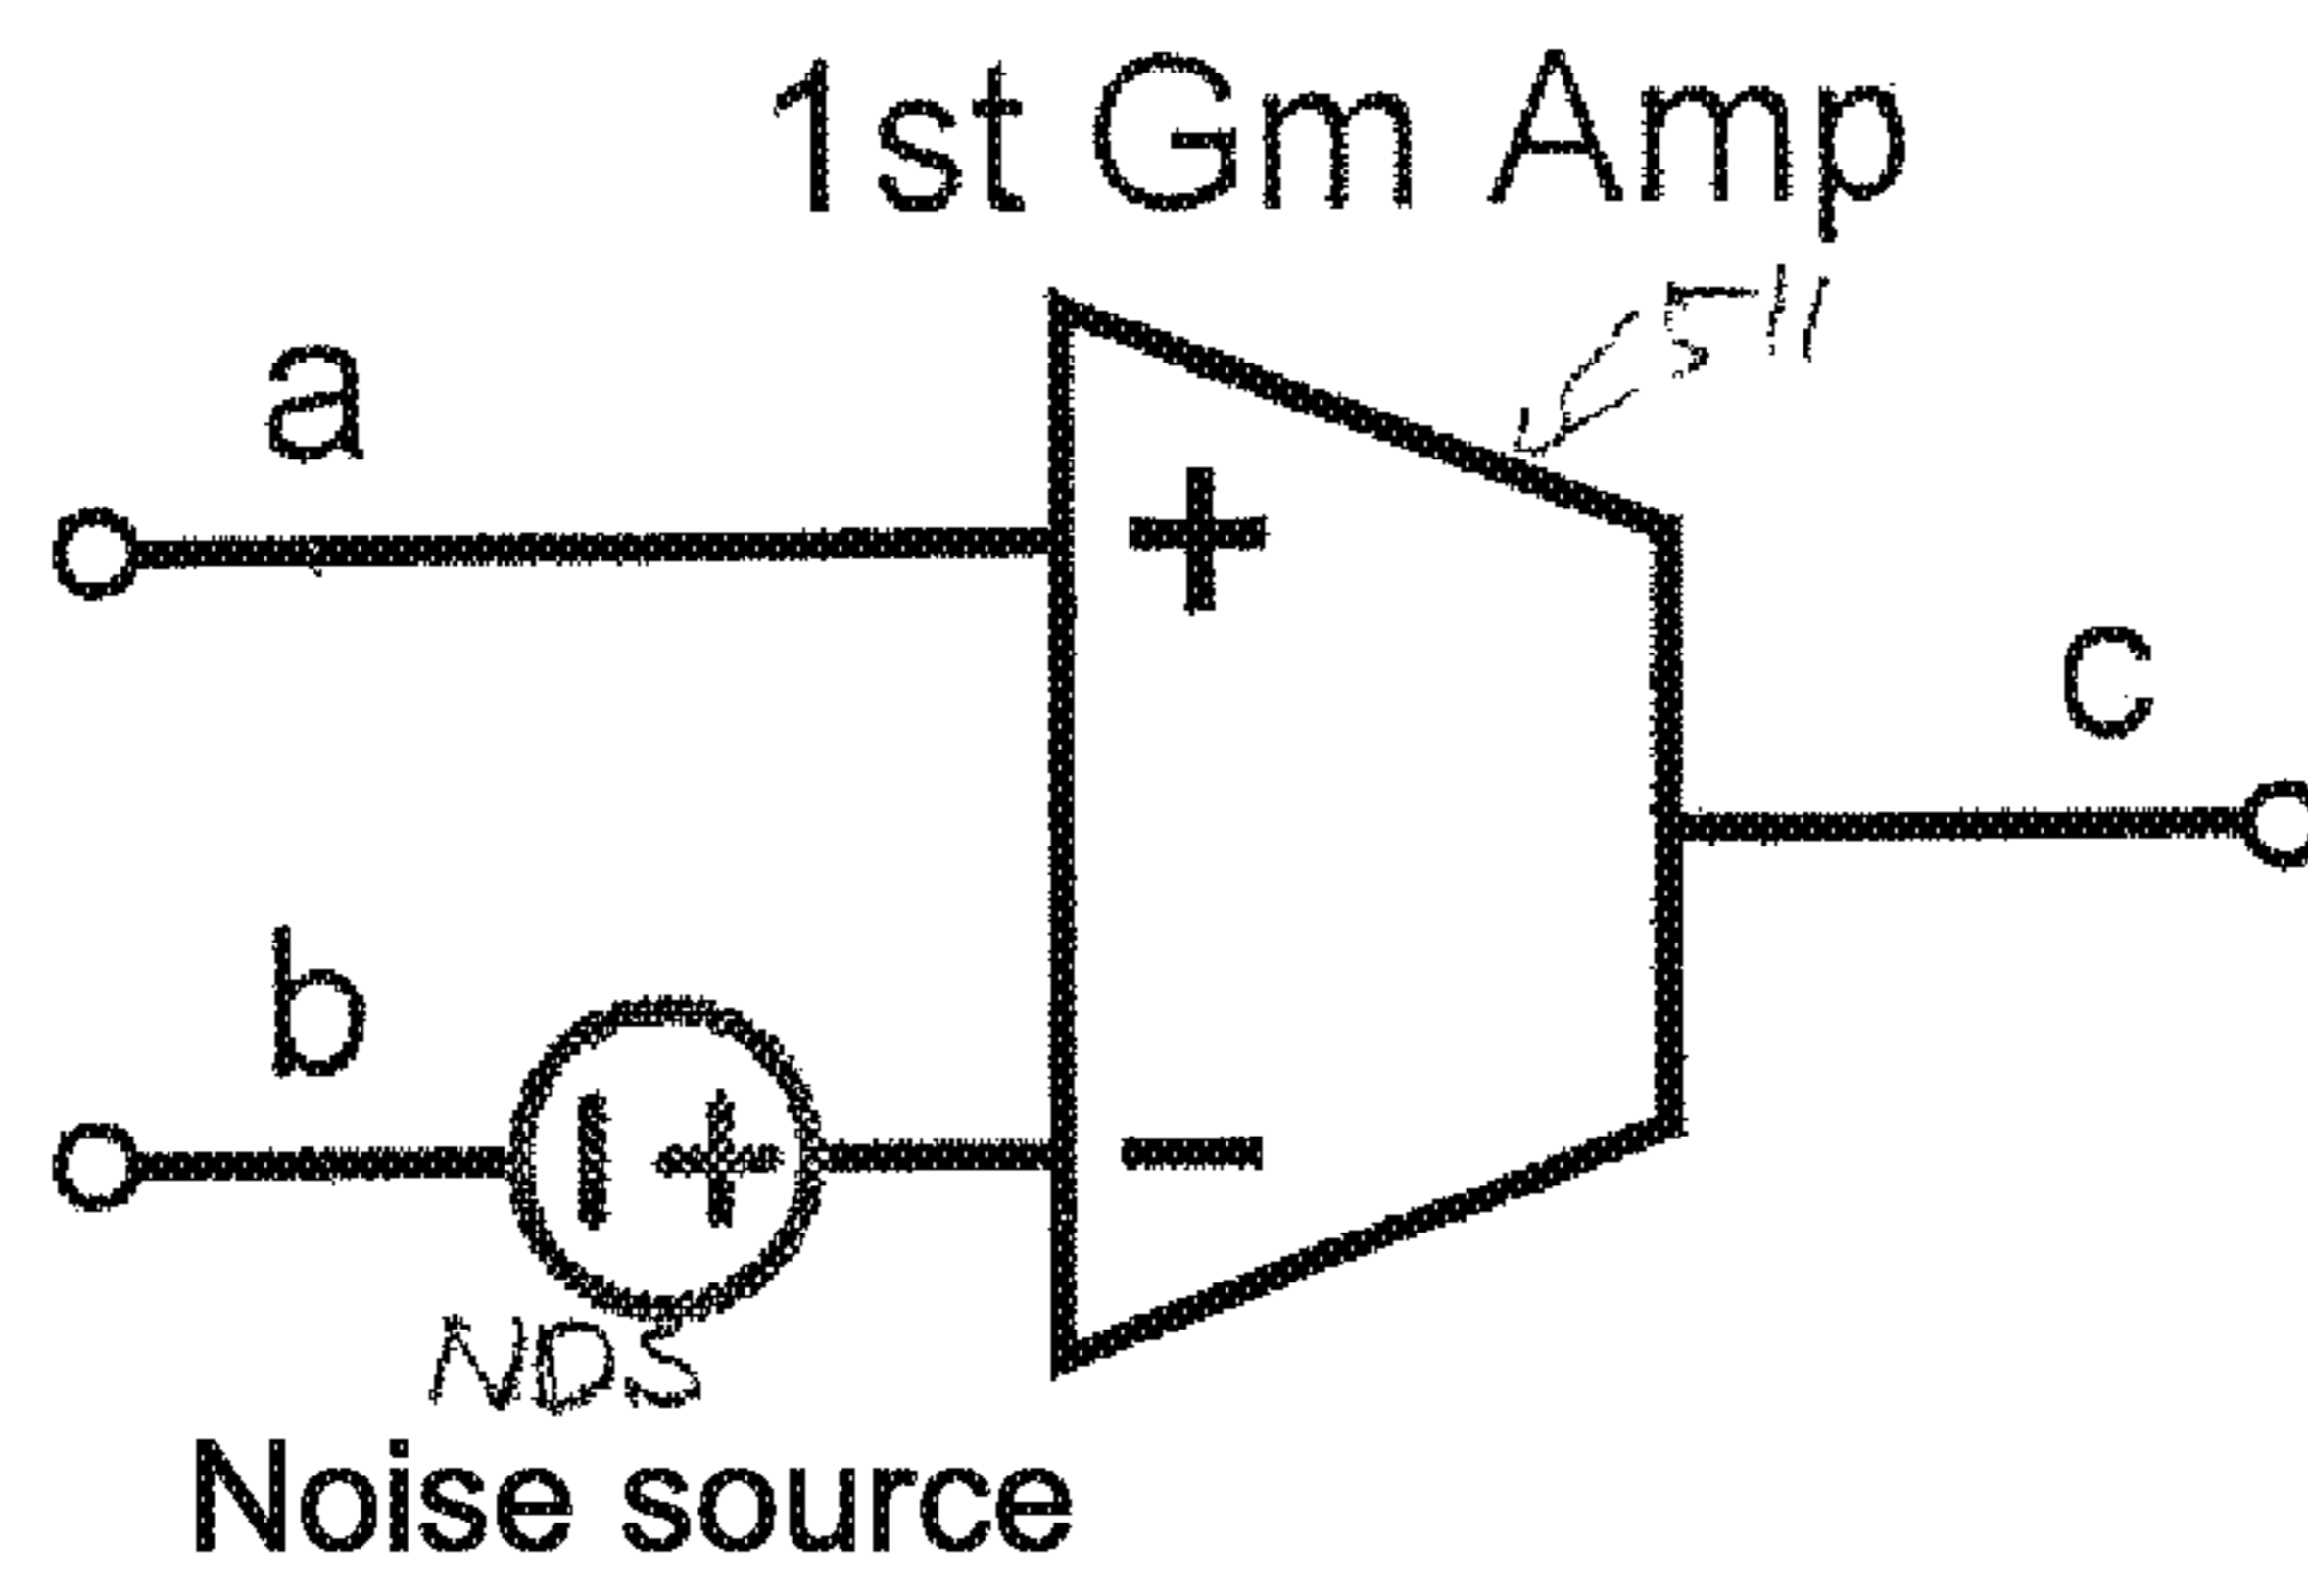 1st Gm Amp
511
a
+
c
b
- +
-
NDS
Noise source